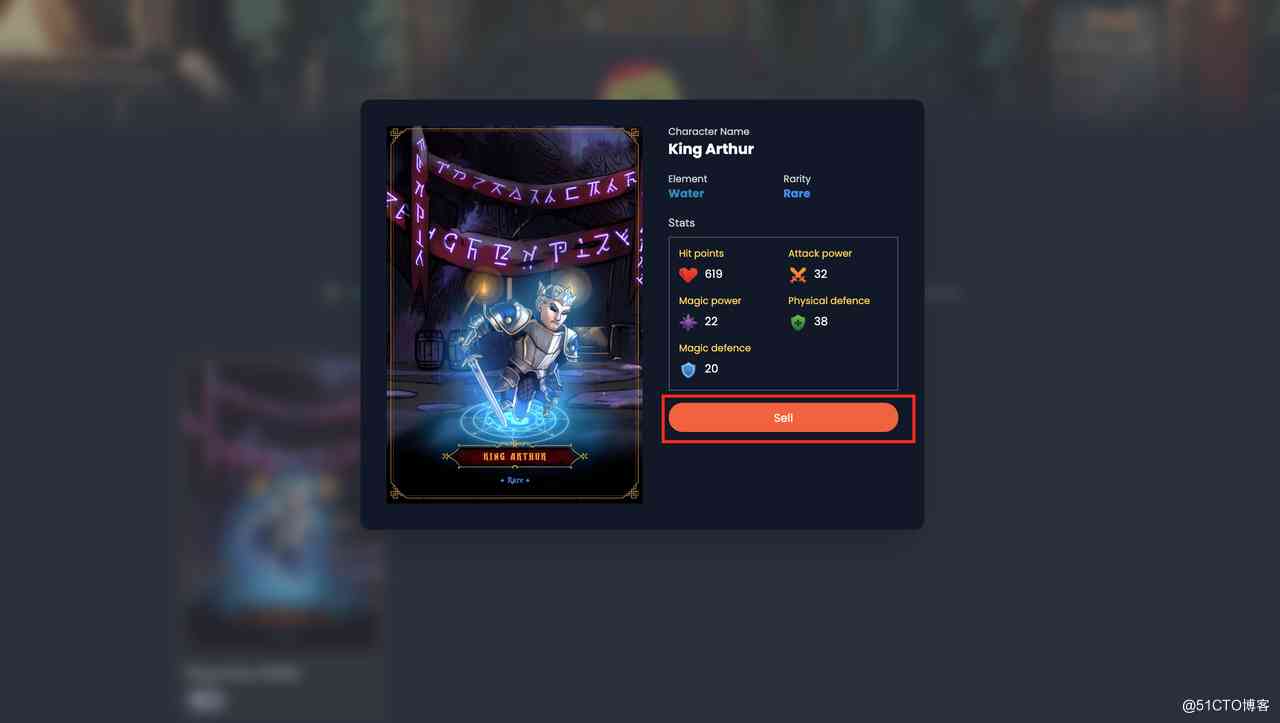 Character Name
King Arthur
Element
Rarity
Water
Rare
Stats
Hit points
Attack power
619
32
Magic power
Physical defence
22
38
Magic defence
20
Sell
KING ARTHUR
Rare
@51CTO博客